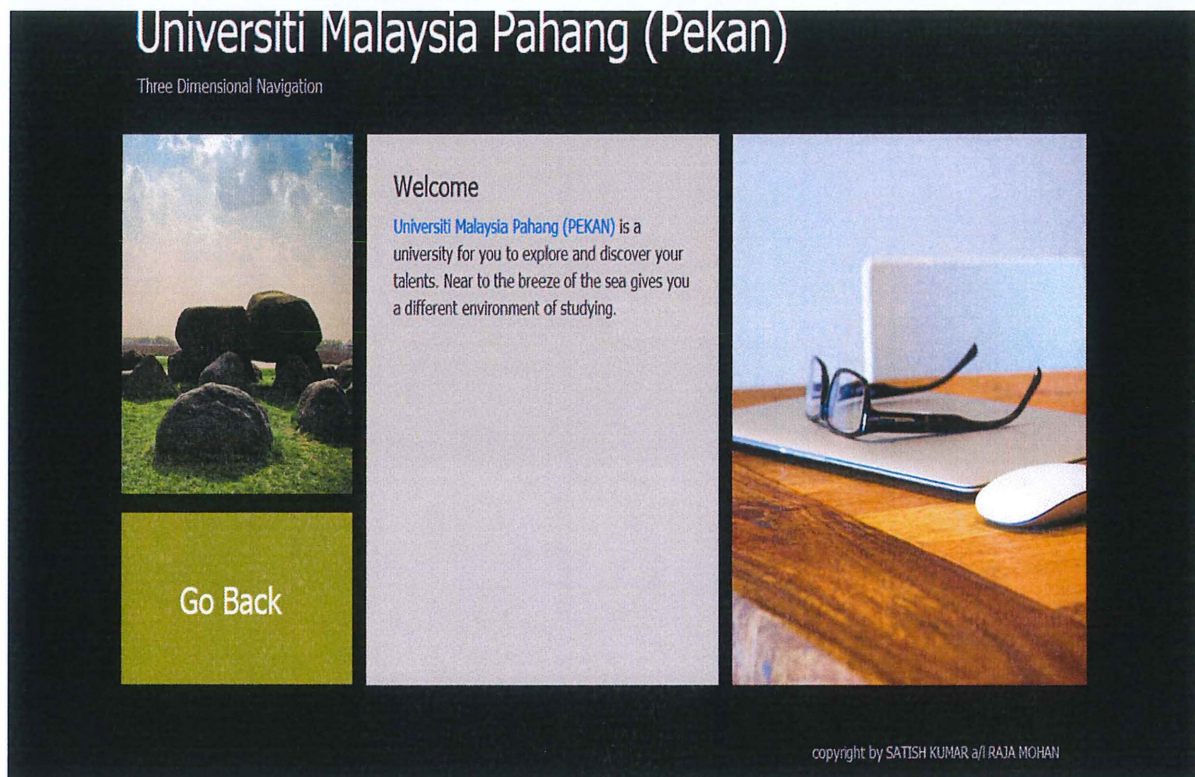 Universiti Malaysia Pahang (Pekan)
Three Dimensional Navigation
Welcome
Universiti Malaysia Pahang (PEKAN) is a
university for you to explore and discover your
talents. Near to the breeze of the sea gives you
a different environment of studying.
Go Back
copyright by SATISH KUMAR a/l RAJA MOHAN